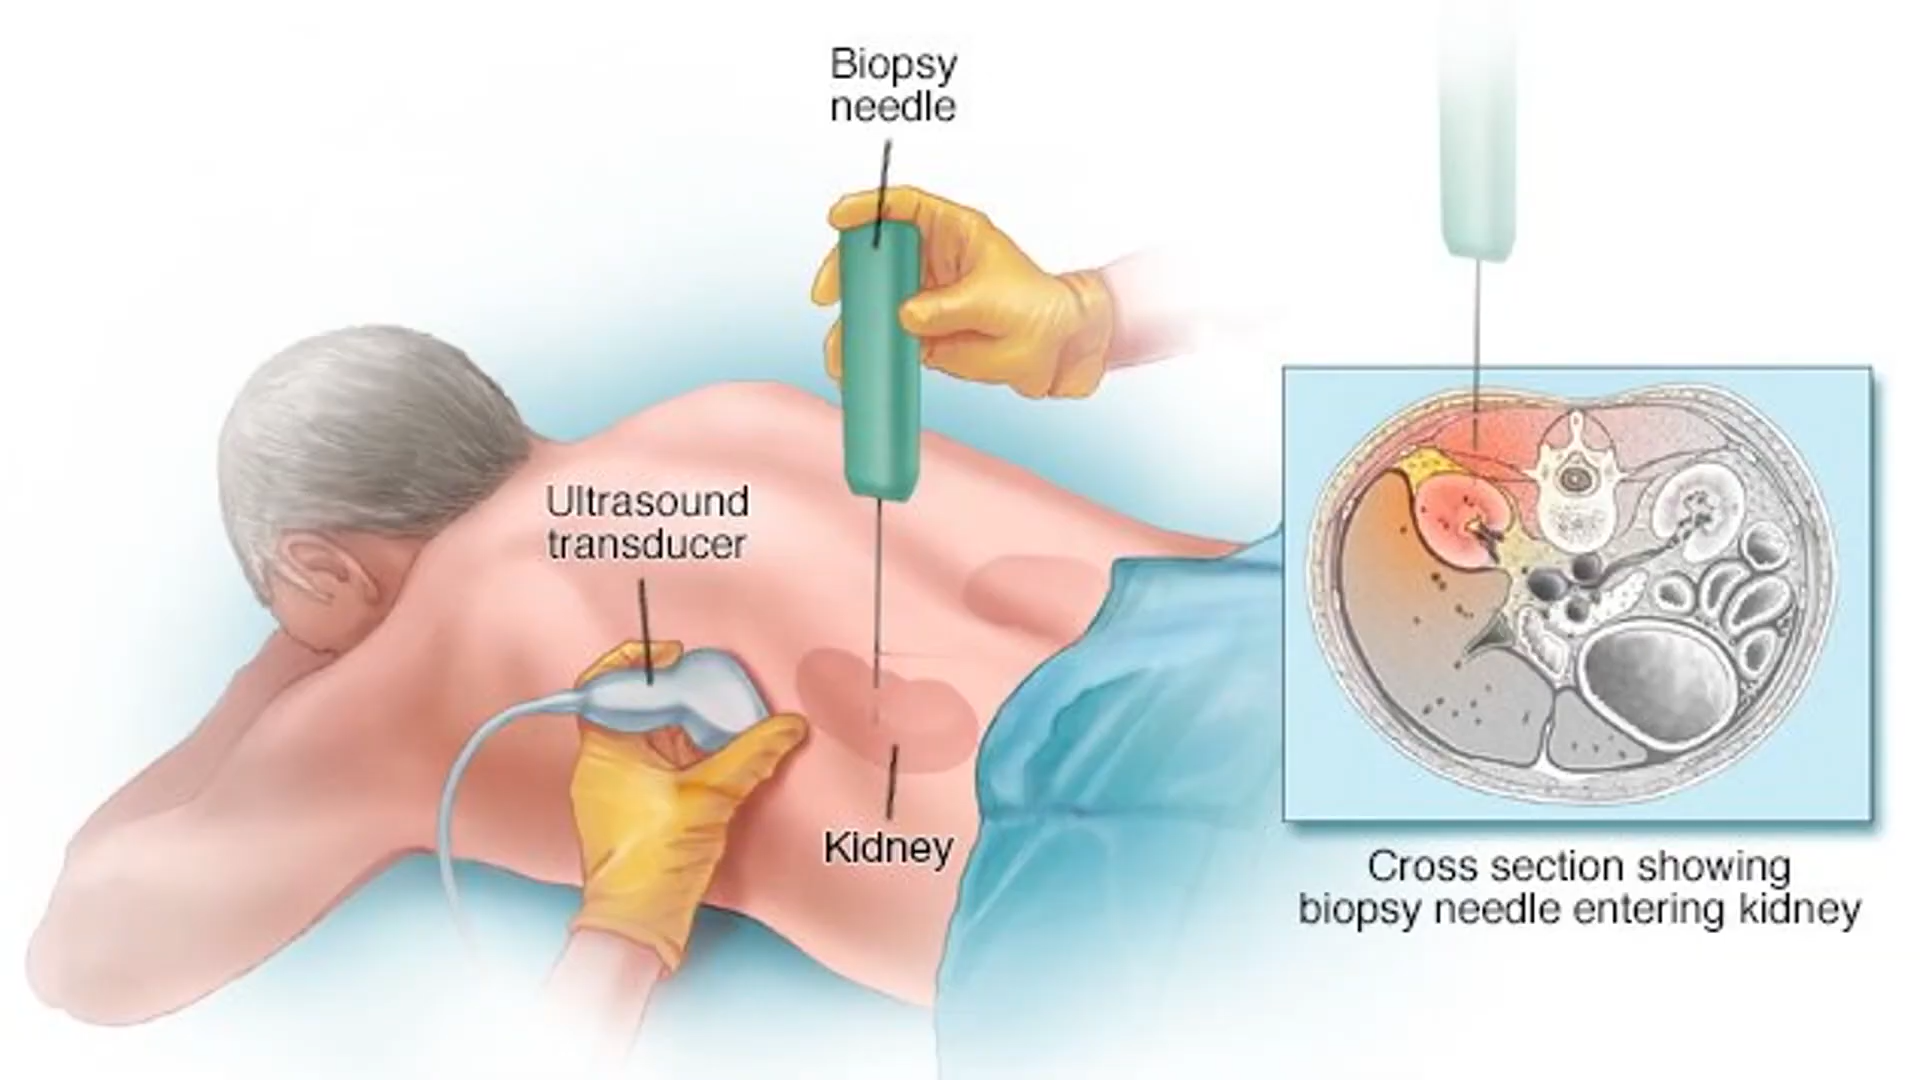 Biopsy
needle
Ultrasound
transducer
Kidney
Cross section showing
biopsy needle entering kidney